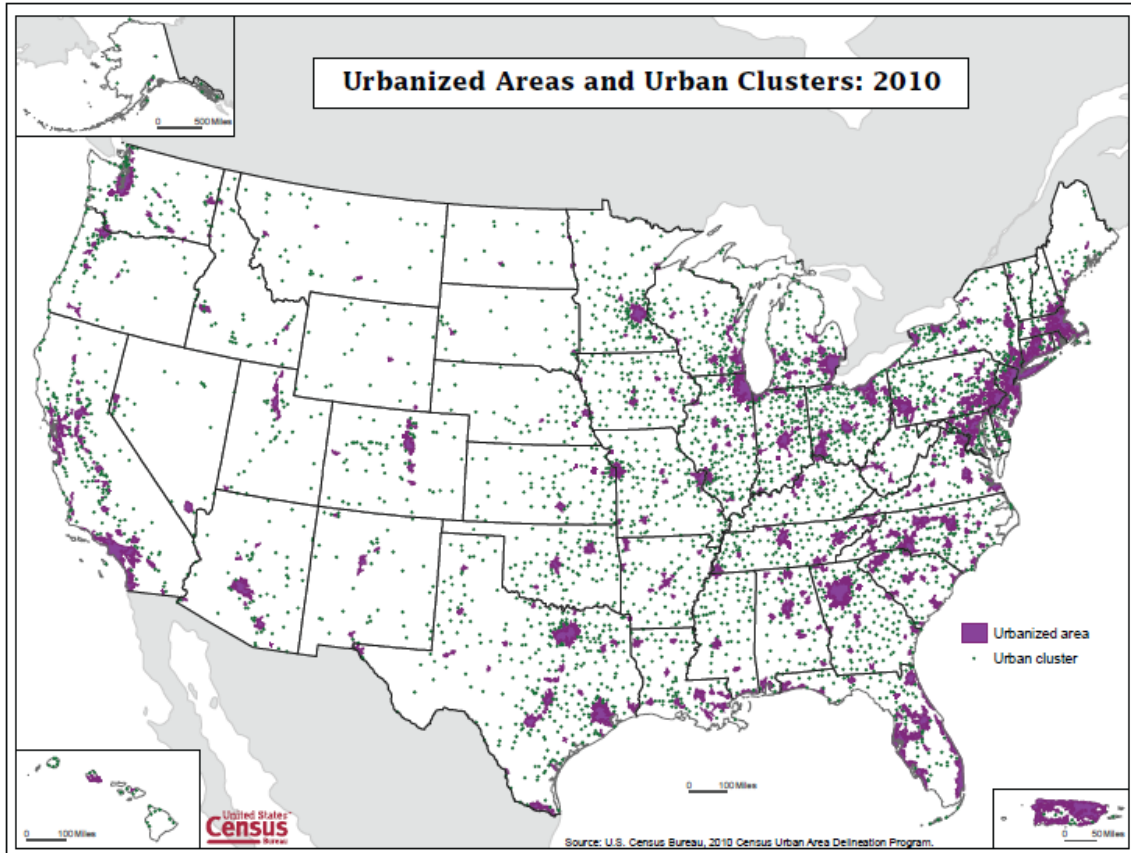 Urbanized Areas and Urban Clusters: 2010
0 500 Miles
Urbanized area
Urban cluster
0 100 Miles
0 100 Miles
United States™
Census
Bureau
Source: U.S. Census Bureau, 2010 Census Urban Area Delineation Program.
0 50 Miles